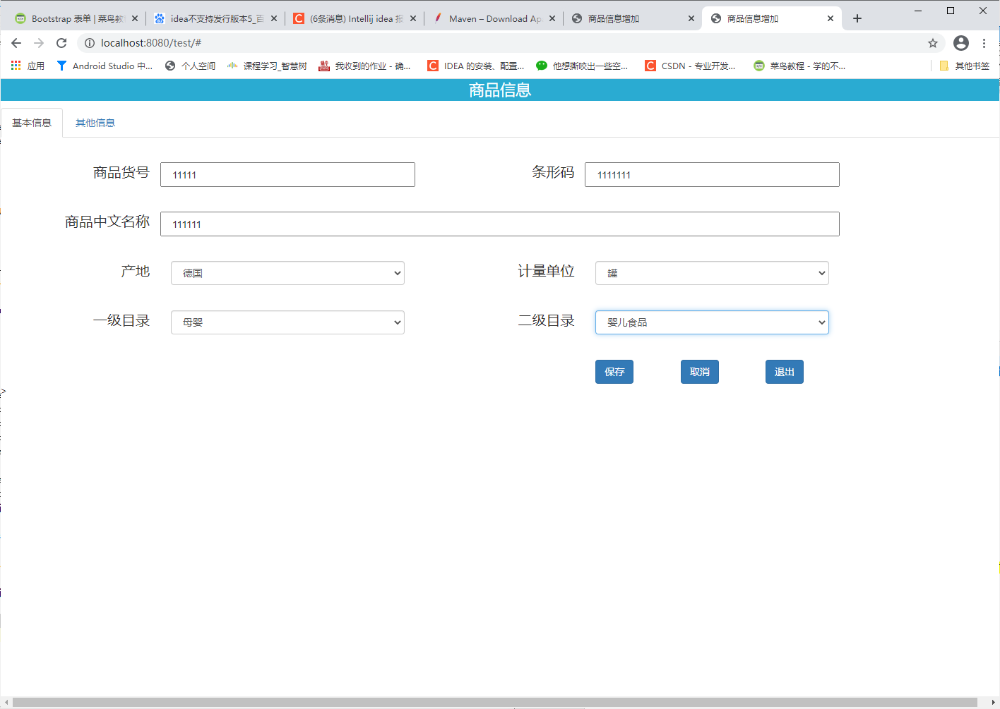 Bootstrap 表单 | 菜鸟教
idea不支持发行版本5_百
(6条消息) Intellij idea 报
Maven – Download Ap
商品信息增加
商品信息增加
localhost:8080/test/#
应用
Android Studio 中...
个人空间
课程学习_智慧树
我收到的作业 - 确...
IDEA 的安装、配置...
他想撕咬出一些空...
CSDN - 专业开发...
菜鸟教程 - 学的不...
其他书签
商品信息
基本信息
其他信息
商品货号 11111
条形码 1111111
商品中文名称 111111
产地 德国
计量单位 罐
一级目录 母婴
二级目录 婴儿食品
保存
取消
退出